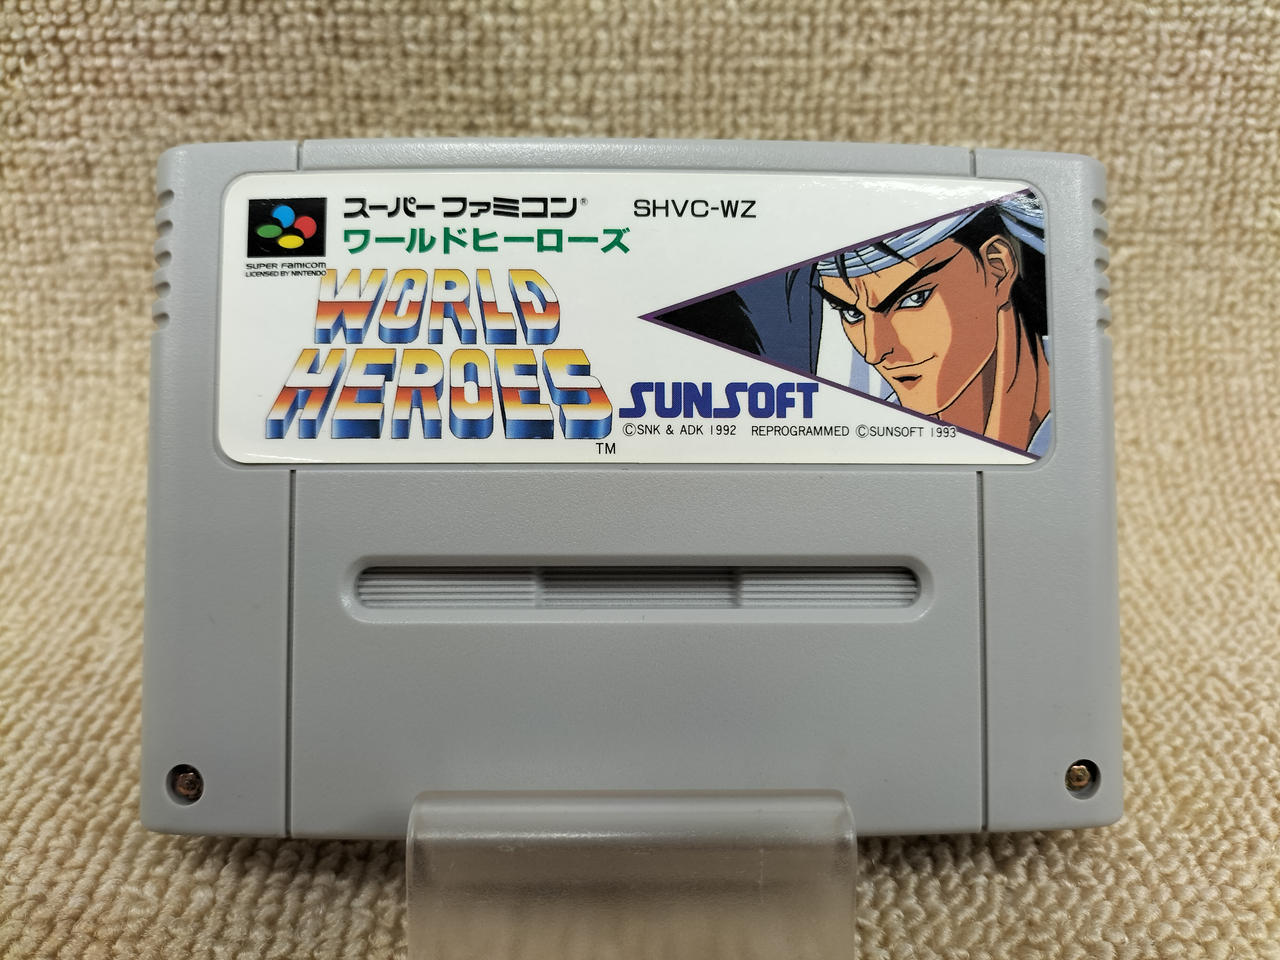 スーパーファミコン® SHVC-WZ
ワールドヒーローズ
SUPER FAMICOM
LICENSED BY NINTENDO
WORLD
HEROES
TM
SUNSOFT
©SNK & ADK 1992 REPROGRAMMED ©SUNSOFT 1993